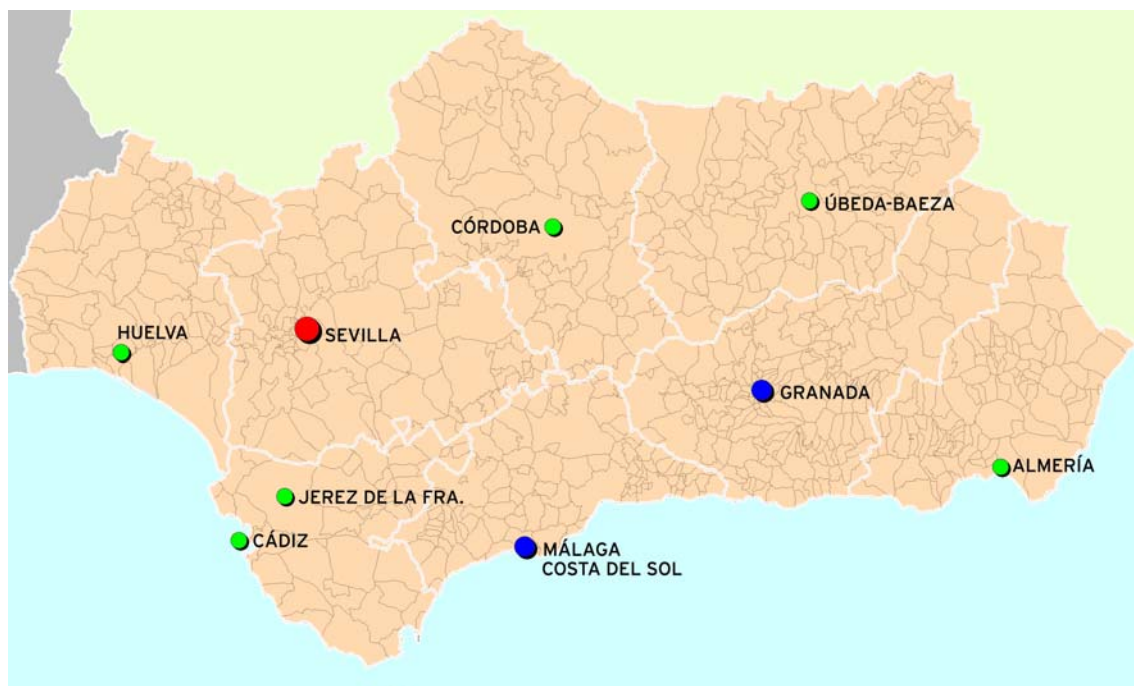 ÚBEDA-BAEZA
CÓRDOBA
HUELVA
SEVILLA
GRANADA
ALMERÍA
JEREZ DE LA FRA.
CÁDIZ
MÁLAGA
COSTA DEL SOL